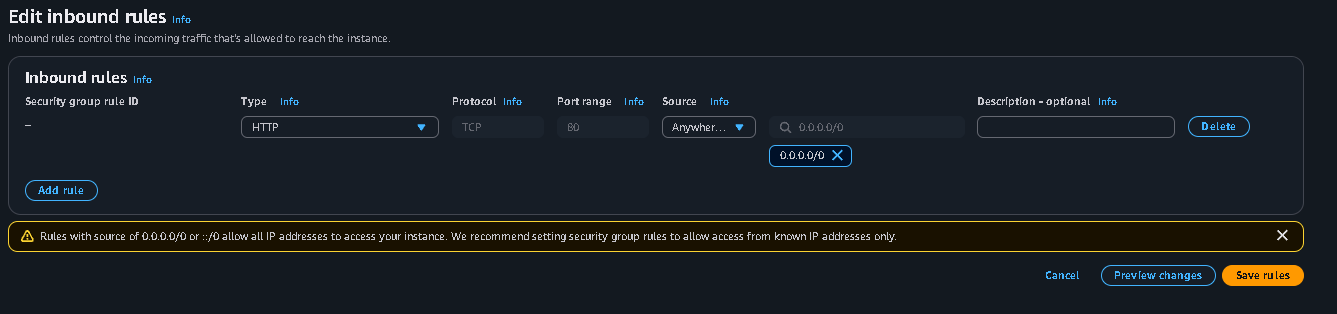 Edit inbound rules Info
Inbound rules control the incoming traffic that's allowed to reach the instance.
Inbound rules Info
Security group rule ID Type Info Protocol Info Port range Info Source Info Description - optional Info
– HTTP TCP 80 Anywher... 0.0.0.0/0 Delete
0.0.0.0/0
Add rule
Rules with source of 0.0.0.0/0 or ::/0 allow all IP addresses to access your instance. We recommend setting security group rules to allow access from known IP addresses only.
Cancel Preview changes Save rules